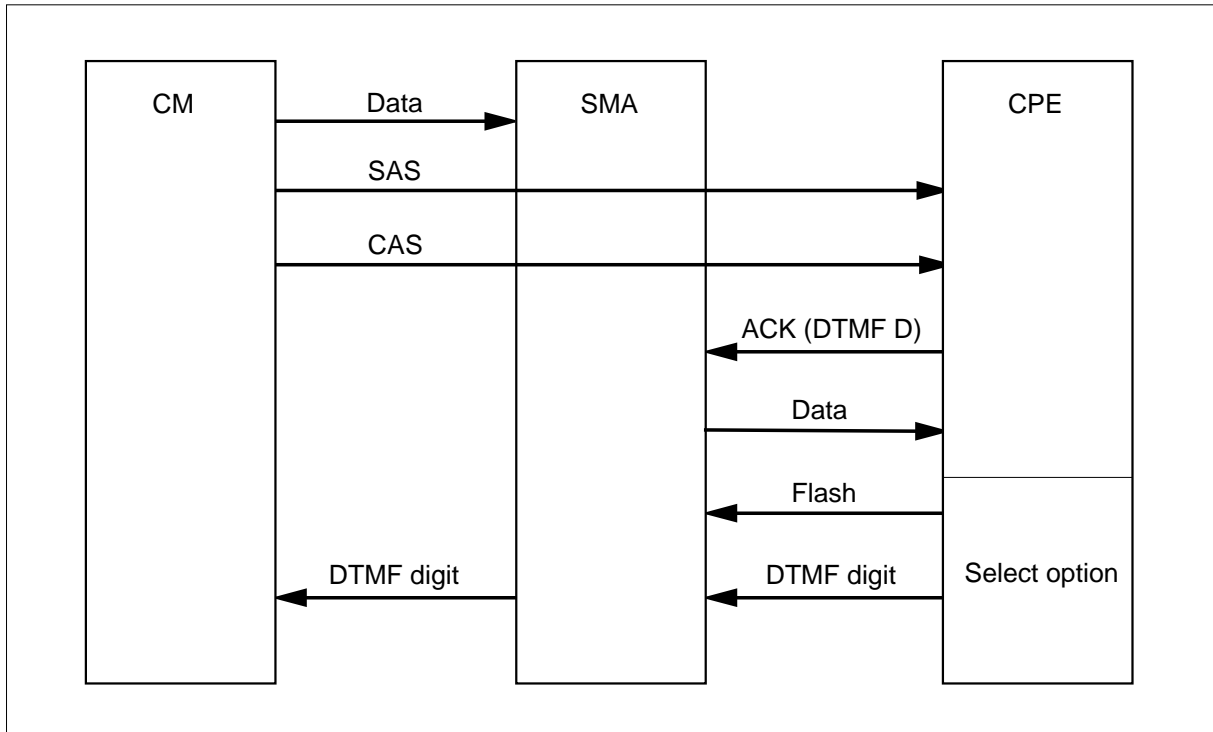 CM
Data
SMA
CPE
SAS
CAS
ACK (DTMF D)
Data
Flash
DTMF digit
DTMF digit
Select option